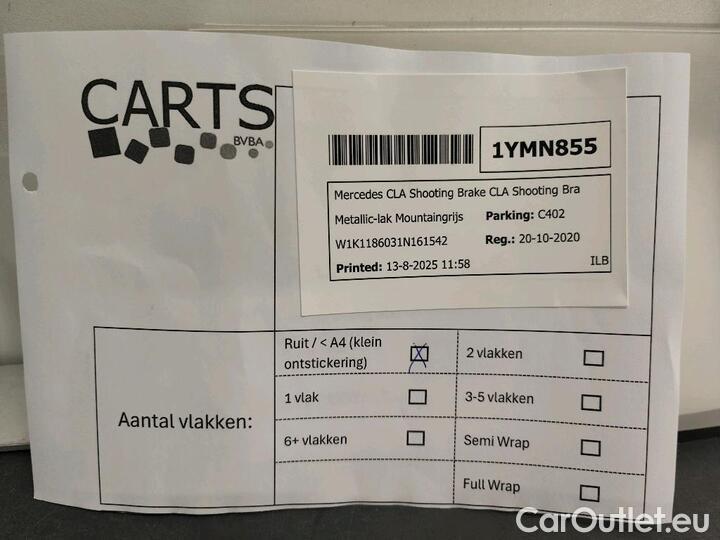 CARTS
BVBA
1YMN855
Mercedes CLA Shooting Brake CLA Shooting Bra
Metallic-lak Mountaingrijs Parking: C402
W1K1186031N161542 Reg.: 20-10-2020
Printed: 13-8-2025 11:58 ILB
Aantal vlakken:
Ruit / < A4 (klein
ontstickering)
2 vlakken
1 vlak
3-5 vlakken
6+ vlakken
Semi Wrap
Full Wrap
CarOutlet.eu